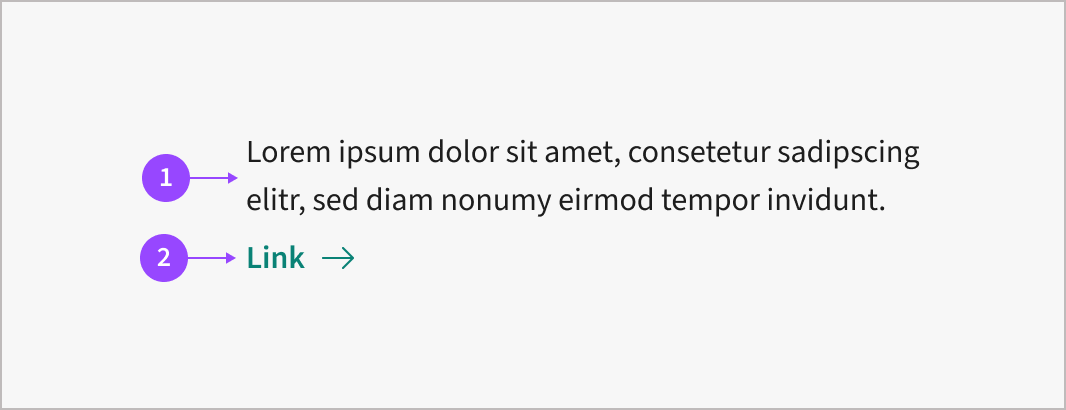 1
Lorem ipsum dolor sit amet, consetetur sadipscing
elitr, sed diam nonumy eirmod tempor invidunt.
2
Link